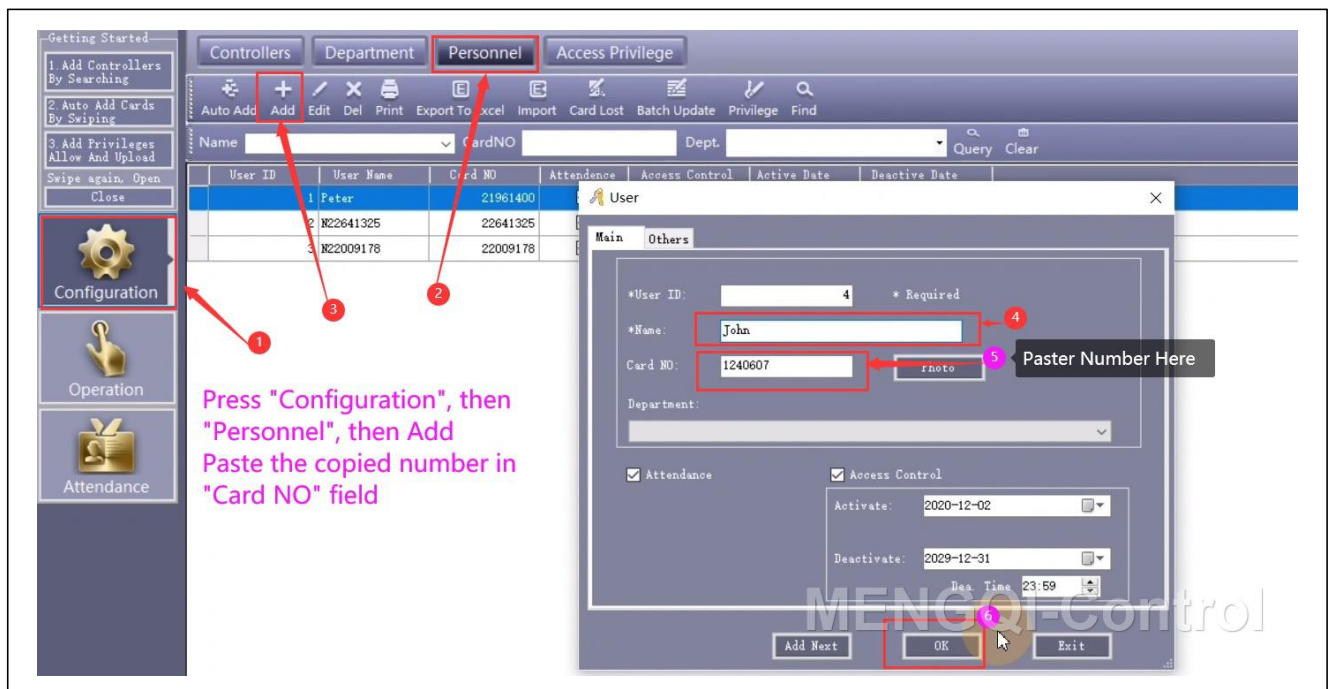 Getting Started
1.Add Controllers
By Searching
2.Auto Add Cards
By Swiping
3.Add Privileges
Allow And Upload
Swipe again, Open
Close
Configuration
Operation
Attendance
Controllers Department Personnel Access Privilege
Auto Add Add Edit Del Print Export To Excel Import Card Lost Batch Update Privilege Find
Name CardNO Dept. Query Clear
User ID User Name Card NO Attendence Access Control Active Date Deactive Date
1 Peter 21961400
2 N22641325 22641325
3 N22009178 22009178
1
2
3
Press "Configuration", then
"Personnel", then Add
Paste the copied number in
"Card NO" field
User
Main Others
*User ID: 4 * Required
*Name: John 4
Card NO: 1240607 Photo 5 Paster Number Here
Department:
Attendance Access Control
Activate: 2020-12-02
Deactivate: 2029-12-31
Dea. Time 23:59
MENGQI-Control
6
Add Next OK Exit